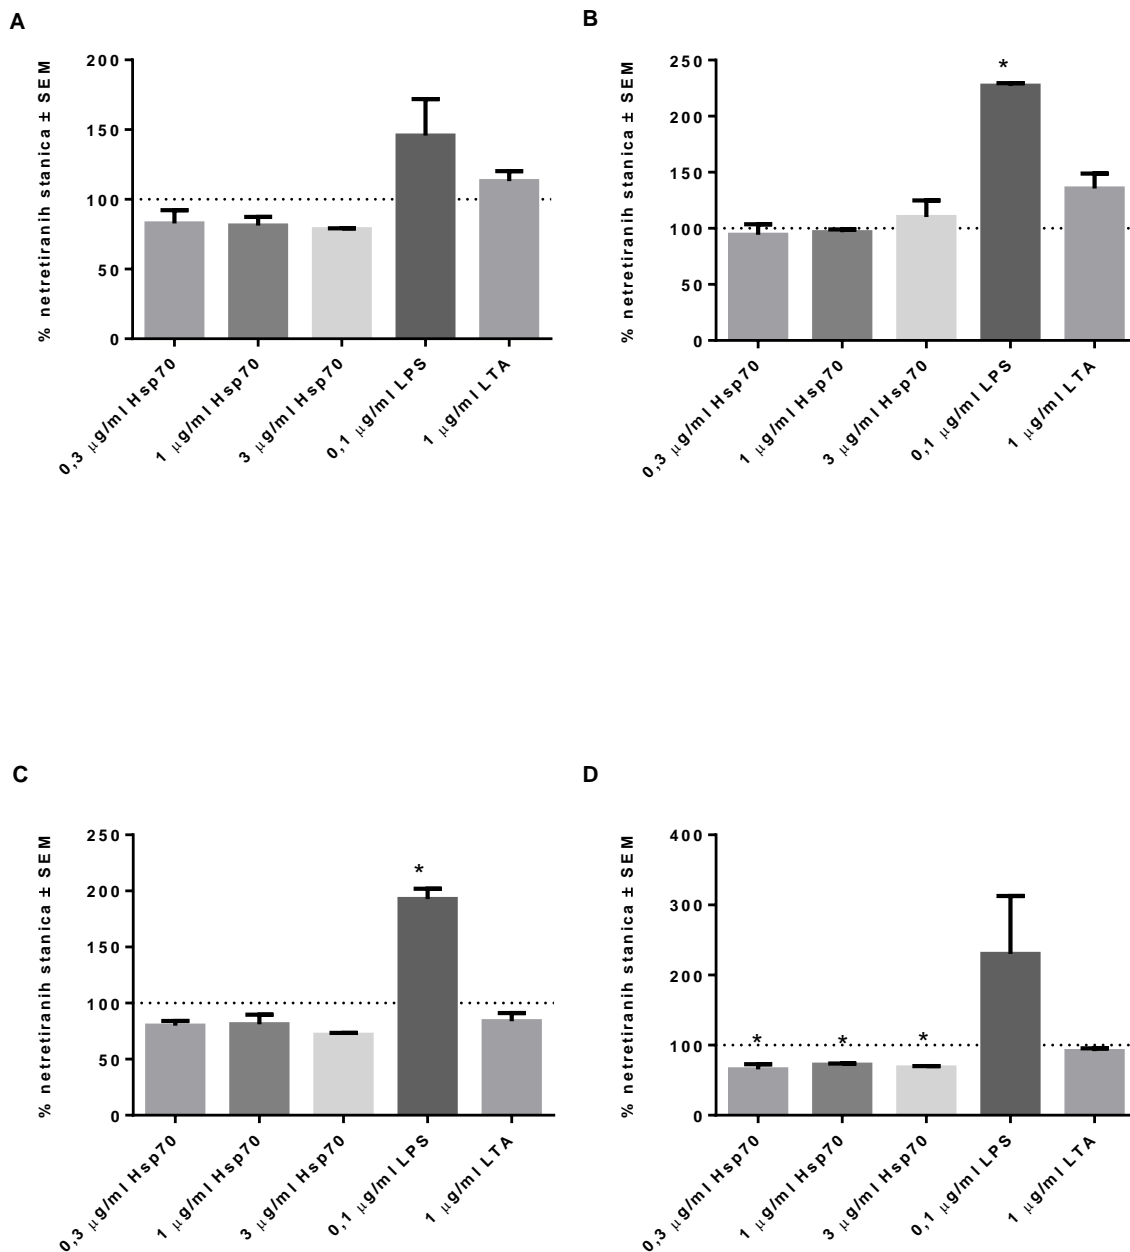 A
% netretiranih stanica ± SEM
200
150
100
50
0
0,3 µg/ml Hsp70
1 µg/ml Hsp70
3 µg/ml Hsp70
0,1 µg/ml LPS
1 µg/ml LTA
B
% netretiranih stanica ± SEM
250
200
150
100
50
0
*
0,3 µg/ml Hsp70
1 µg/ml Hsp70
3 µg/ml Hsp70
0,1 µg/ml LPS
1 µg/ml LTA
C
% netretiranih stanica ± SEM
250
200
150
100
50
0
*
0,3 µg/ml Hsp70
1 µg/ml Hsp70
3 µg/ml Hsp70
0,1 µg/ml LPS
1 µg/ml LTA
D
% netretiranih stanica ± SEM
400
300
200
100
0
* * *
0,3 µg/ml Hsp70
1 µg/ml Hsp70
3 µg/ml Hsp70
0,1 µg/ml LPS
1 µg/ml LTA